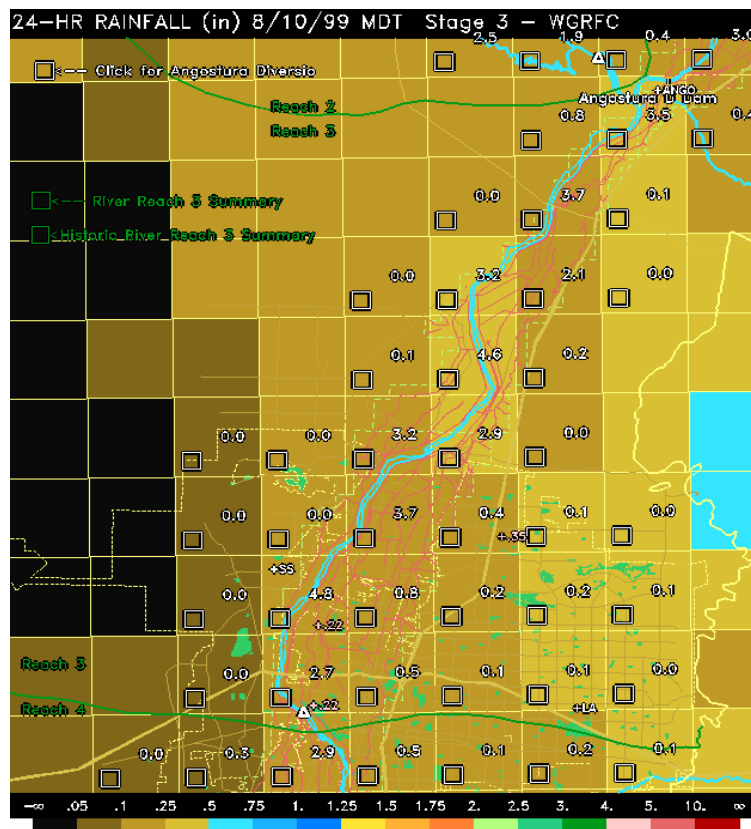 24-HR RAINFALL (in) 8/10/99 MDT Stage 3 - WGRFC
2.5 1.9 0.4 3.0
<-- Click for Angostura Diversio
+ANGO
Angostura D Dam
Reach 2
Reach 3
0.8 3.5 0.4
<-- River Reach 3 Summary
0.0 3.7 0.1
<-Historic River Reach 3 Summary
0.0 3.2 2.1 0.0
0.1 4.6 0.2
0.0 0.0 3.2 2.9 0.0
0.0 0.0 3.7 0.4 0.1 0.0
+.35
+SS
0.0 4.8 0.8 0.2 0.2 0.1
+.22
Reach 3
0.0 2.7 0.5 0.1 0.1 0.0
Reach 4
+.22
+LA
0.0 0.3 2.9 0.5 0.1 0.2 0.1
-∞ .05 .1 .25 .5 .75 1. 1.25 1.5 1.75 2. 2.5 3. 4. 5. 10. ∞